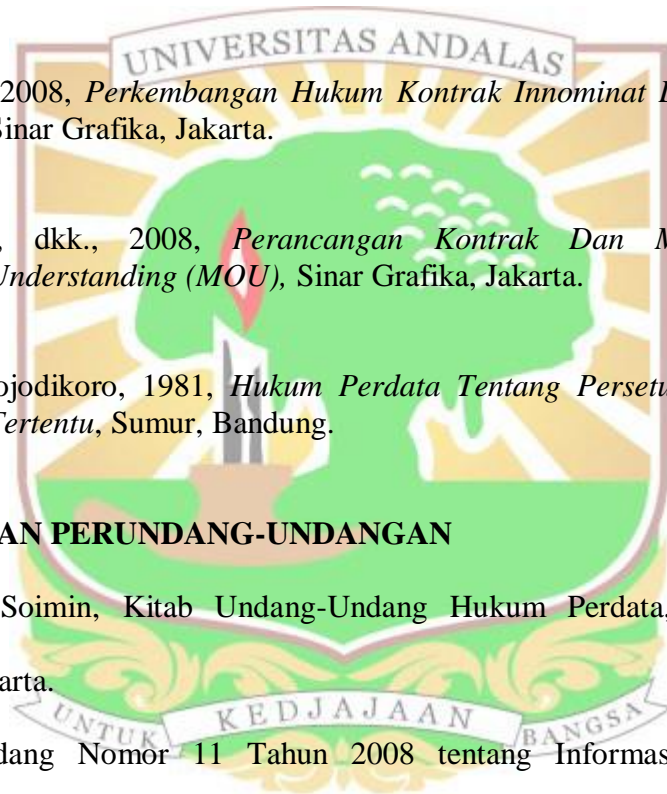 UNIVERSITAS ANDALAS
2008, Perkembangan Hukum Kontrak Innominat
Sinar Grafika, Jakarta.
dkk., 2008, Perancangan Kontrak Dan
Understanding (MOU), Sinar Grafika, Jakarta.
ojodikoro, 1981, Hukum Perdata Tentang Persetu
Tertentu, Sumur, Bandung.
AN PERUNDANG-UNDANGAN
Soimin, Kitab Undang-Undang Hukum Perdata,
arta.
UNTUK KEDJAJAAN BANGSA
dang Nomor 11 Tahun 2008 tentang Informas